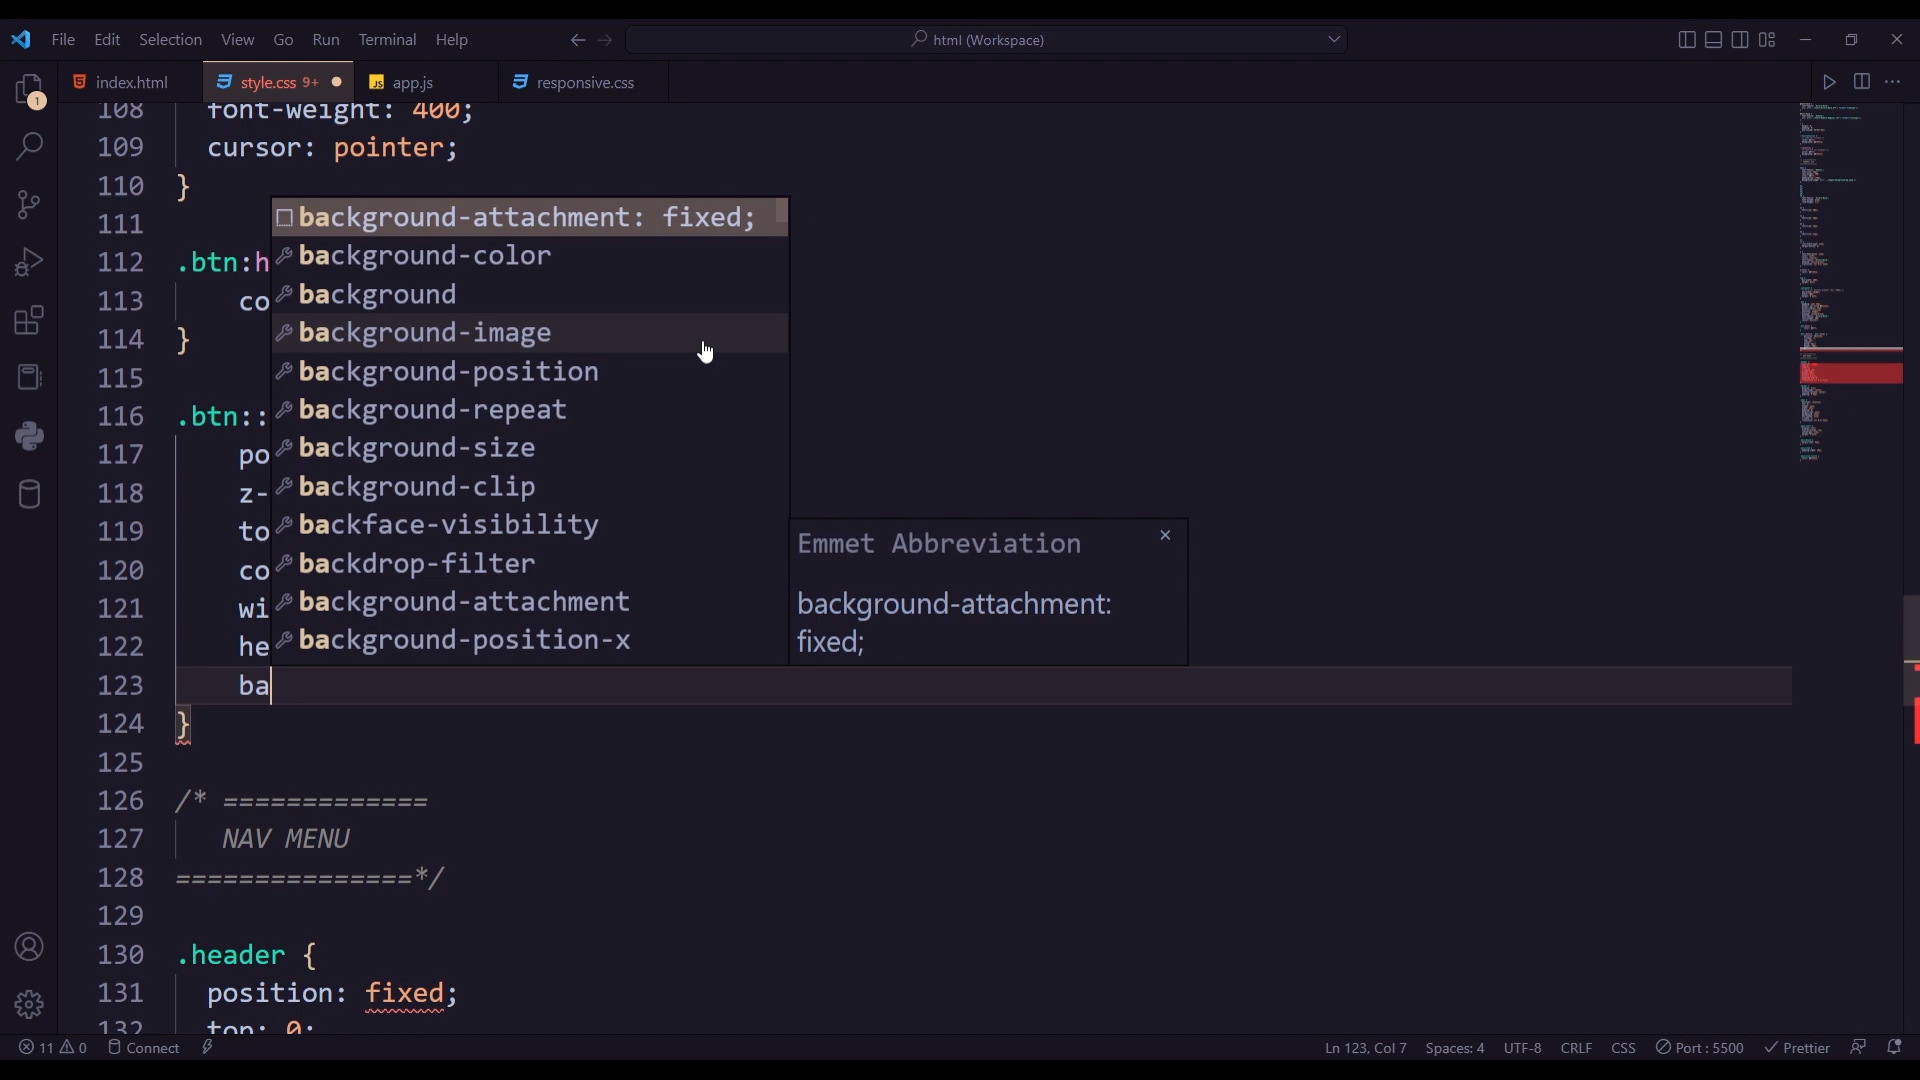 File Edit Selection View Go Run Terminal Help html (Workspace)
index.html style.css 9+ app.js responsive.css
1
108 font-weight: 400;
109 cursor: pointer;
110 }
111
112 .btn:h
113 co
114 }
115
116 .btn::
117 po
118 z-
119 to
120 co
121 wi
122 he
123 ba
124 }
125
126 /* =============
127 NAV MENU
128 ===============*/
129
130 .header {
131 position: fixed;
132 top: 0;
background-attachment: fixed;
background-color
background
background-image
background-position
background-repeat
background-size
background-clip
backface-visibility
backdrop-filter
background-attachment
background-position-x
Emmet Abbreviation
background-attachment:
fixed;
11 0 Connect Ln 123, Col 7 Spaces: 4 UTF-8 CRLF CSS Port : 5500 Prettier